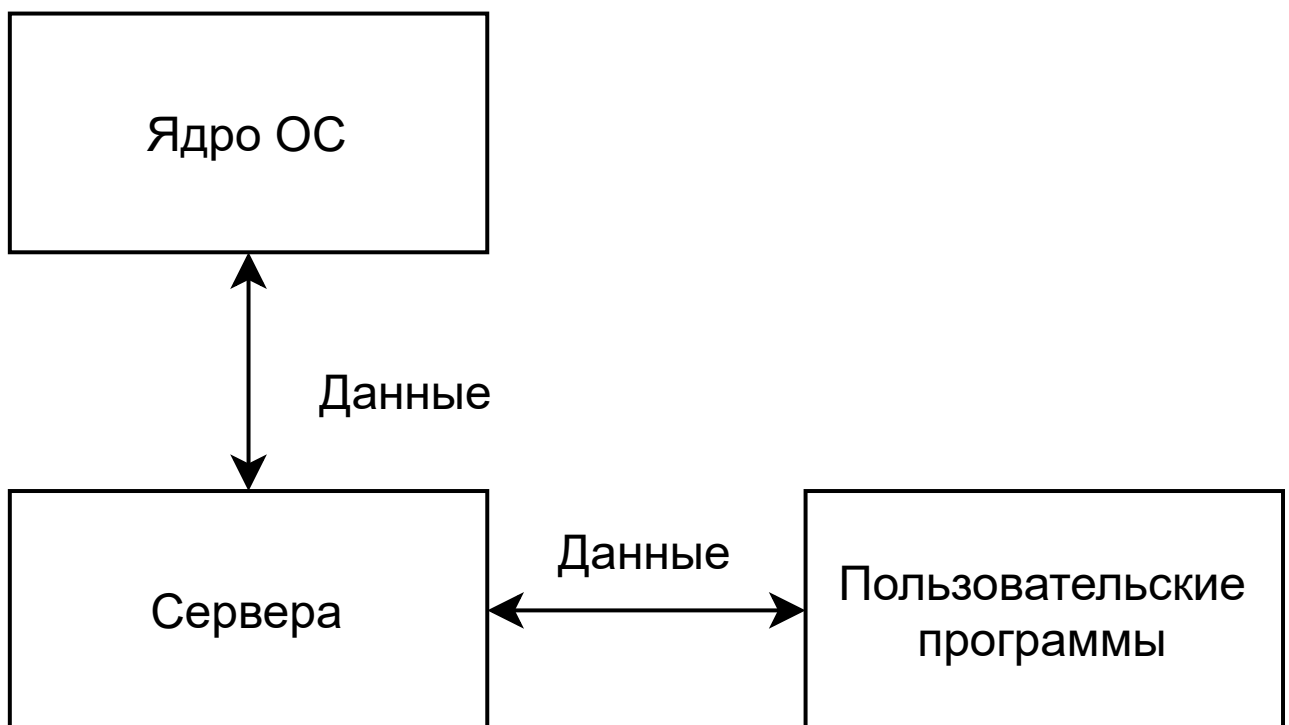 Ядро ОС
Данные
Данные
Сервера
Пользовательские
программы